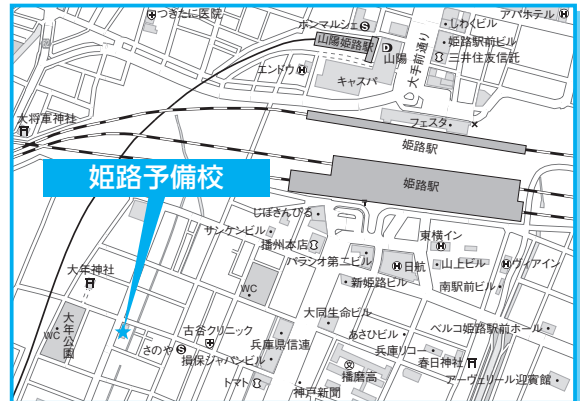 つぎたに医院
ボンマルシェ
しわくビル
アパホテル
山陽姫路駅
山陽
大手前通り
姫路駅前ビル
三井住友信託
エンドウ
キャスパ
フェスタ
大将軍神社
姫路駅
姫路予備校
姫路駅
じばさんびる
サンケンビル
播州本店
パラシオ第二ビル
東横イン
日航
山上ビル
ヴィアイン
新姫路ビル
南駅前ビル
大年神社
WC
大年公園
WC
さのや
古谷クリニック
損保ジャパンビル
兵庫県信連
大同生命ビル
あさひビル
兵庫リコー
ベルコ姫路駅前ホール
春日神社
播磨高
トマト
神戸新聞
アーヴェリール迎賓館